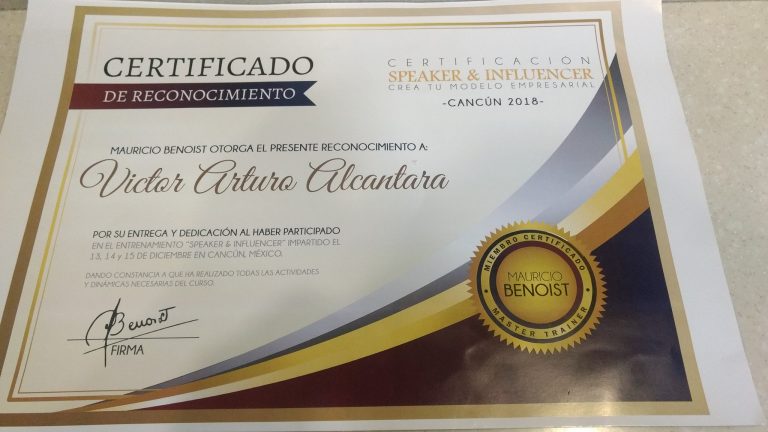 CERTIFICADO
DE RECONOCIMIENTO
CERTIFICACIÓN
SPEAKER & INFLUENCER
CREA TU MODELO EMPRESARIAL
-CANCÚN 2018-
MAURICIO BENOIST OTORGA EL PRESENTE RECONOCIMIENTO A:
Victor Arturo Alcantara
POR SU ENTREGA Y DEDICACIÓN AL HABER PARTICIPADO
EN EL ENTRENAMIENTO "SPEAKER & INFLUENCER" IMPARTIDO EL
13, 14 y 15 DE DICIEMBRE EN CANCÚN, MÉXICO.
DANDO CONSTANCIA A QUE HA REALIZADO TODAS LAS ACTIVIDADES
Y DINÁMICAS NECESARIAS DEL CURSO.
Benoist
FIRMA
MIEMBRO CERTIFICADO
MAURICIO
BENOIST
MASTER TRAINER